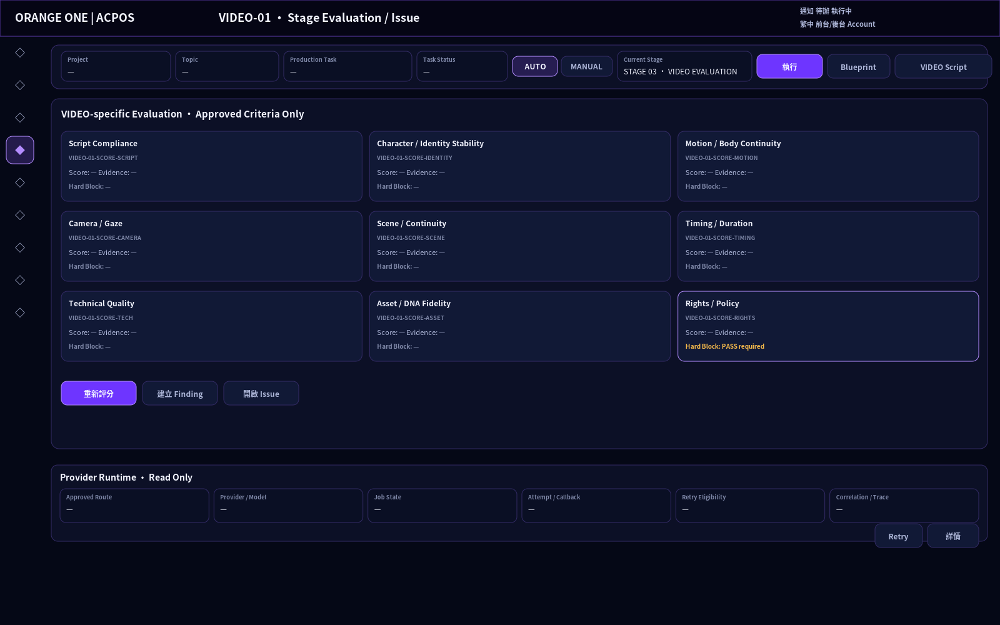 ORANGE ONE | ACPOS
VIDEO-01 · Stage Evaluation / Issue
通知 待辦 執行中
繁中 前台/後台 Account
Project
—
Topic
—
Production Task
—
Task Status
—
AUTO
MANUAL
Current Stage
STAGE 03 · VIDEO EVALUATION
執行
Blueprint
VIDEO Script
VIDEO-specific Evaluation · Approved Criteria Only
Script Compliance
VIDEO-01-SCORE-SCRIPT
Score: — Evidence: —
Hard Block: —
Character / Identity Stability
VIDEO-01-SCORE-IDENTITY
Score: — Evidence: —
Hard Block: —
Motion / Body Continuity
VIDEO-01-SCORE-MOTION
Score: — Evidence: —
Hard Block: —
Camera / Gaze
VIDEO-01-SCORE-CAMERA
Score: — Evidence: —
Hard Block: —
Scene / Continuity
VIDEO-01-SCORE-SCENE
Score: — Evidence: —
Hard Block: —
Timing / Duration
VIDEO-01-SCORE-TIMING
Score: — Evidence: —
Hard Block: —
Technical Quality
VIDEO-01-SCORE-TECH
Score: — Evidence: —
Hard Block: —
Asset / DNA Fidelity
VIDEO-01-SCORE-ASSET
Score: — Evidence: —
Hard Block: —
Rights / Policy
VIDEO-01-SCORE-RIGHTS
Score: — Evidence: —
Hard Block: PASS required
重新評分
建立 Finding
開啟 Issue
Provider Runtime · Read Only
Approved Route
—
Provider / Model
—
Job State
—
Attempt / Callback
—
Retry Eligibility
—
Correlation / Trace
—
Retry
詳情